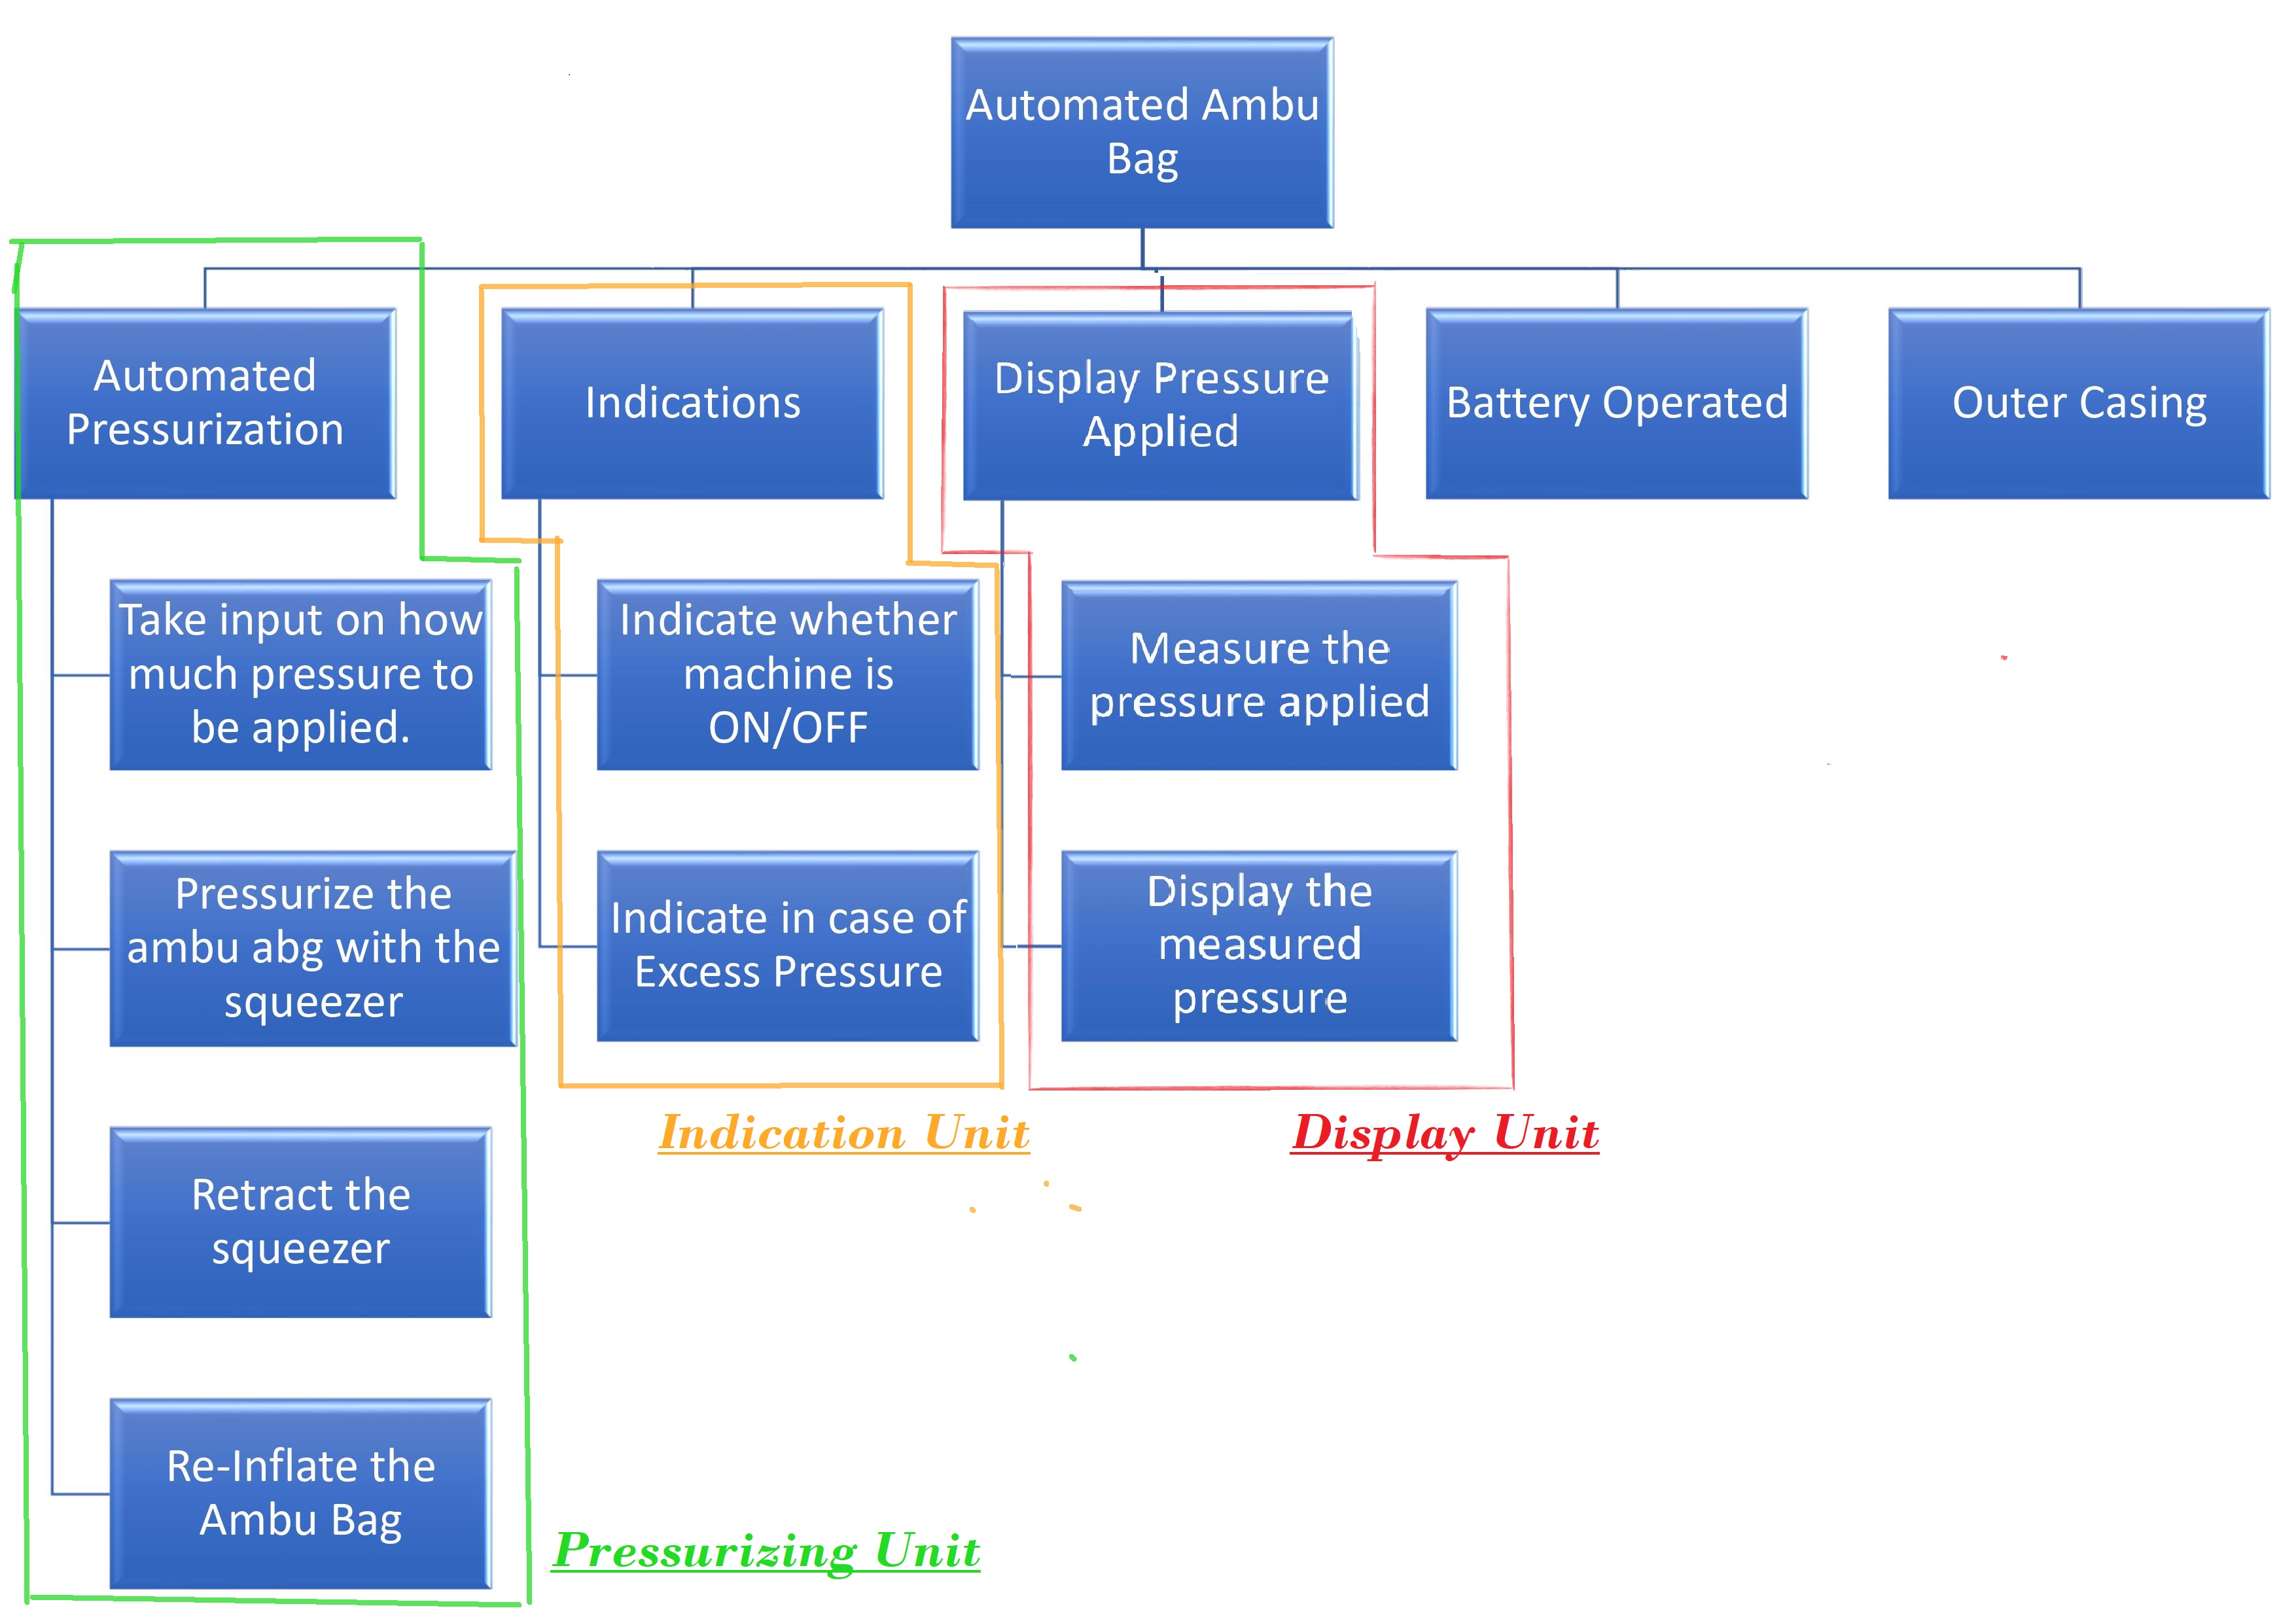 Automated Ambu
Bag
Automated
Pressurization
Indications
Display Pressure
Applied
Battery Operated
Outer Casing
Take input on how
much pressure to
be applied.
Pressurize the
ambu abg with the
squeezer
Retract the
squeezer
Re-Inflate the
Ambu Bag
Indicate whether
machine is
ON/OFF
Indicate in case of
Excess Pressure
Measure the
pressure applied
Display the
measured
pressure
Indication Unit
Display Unit
Pressurizing Unit